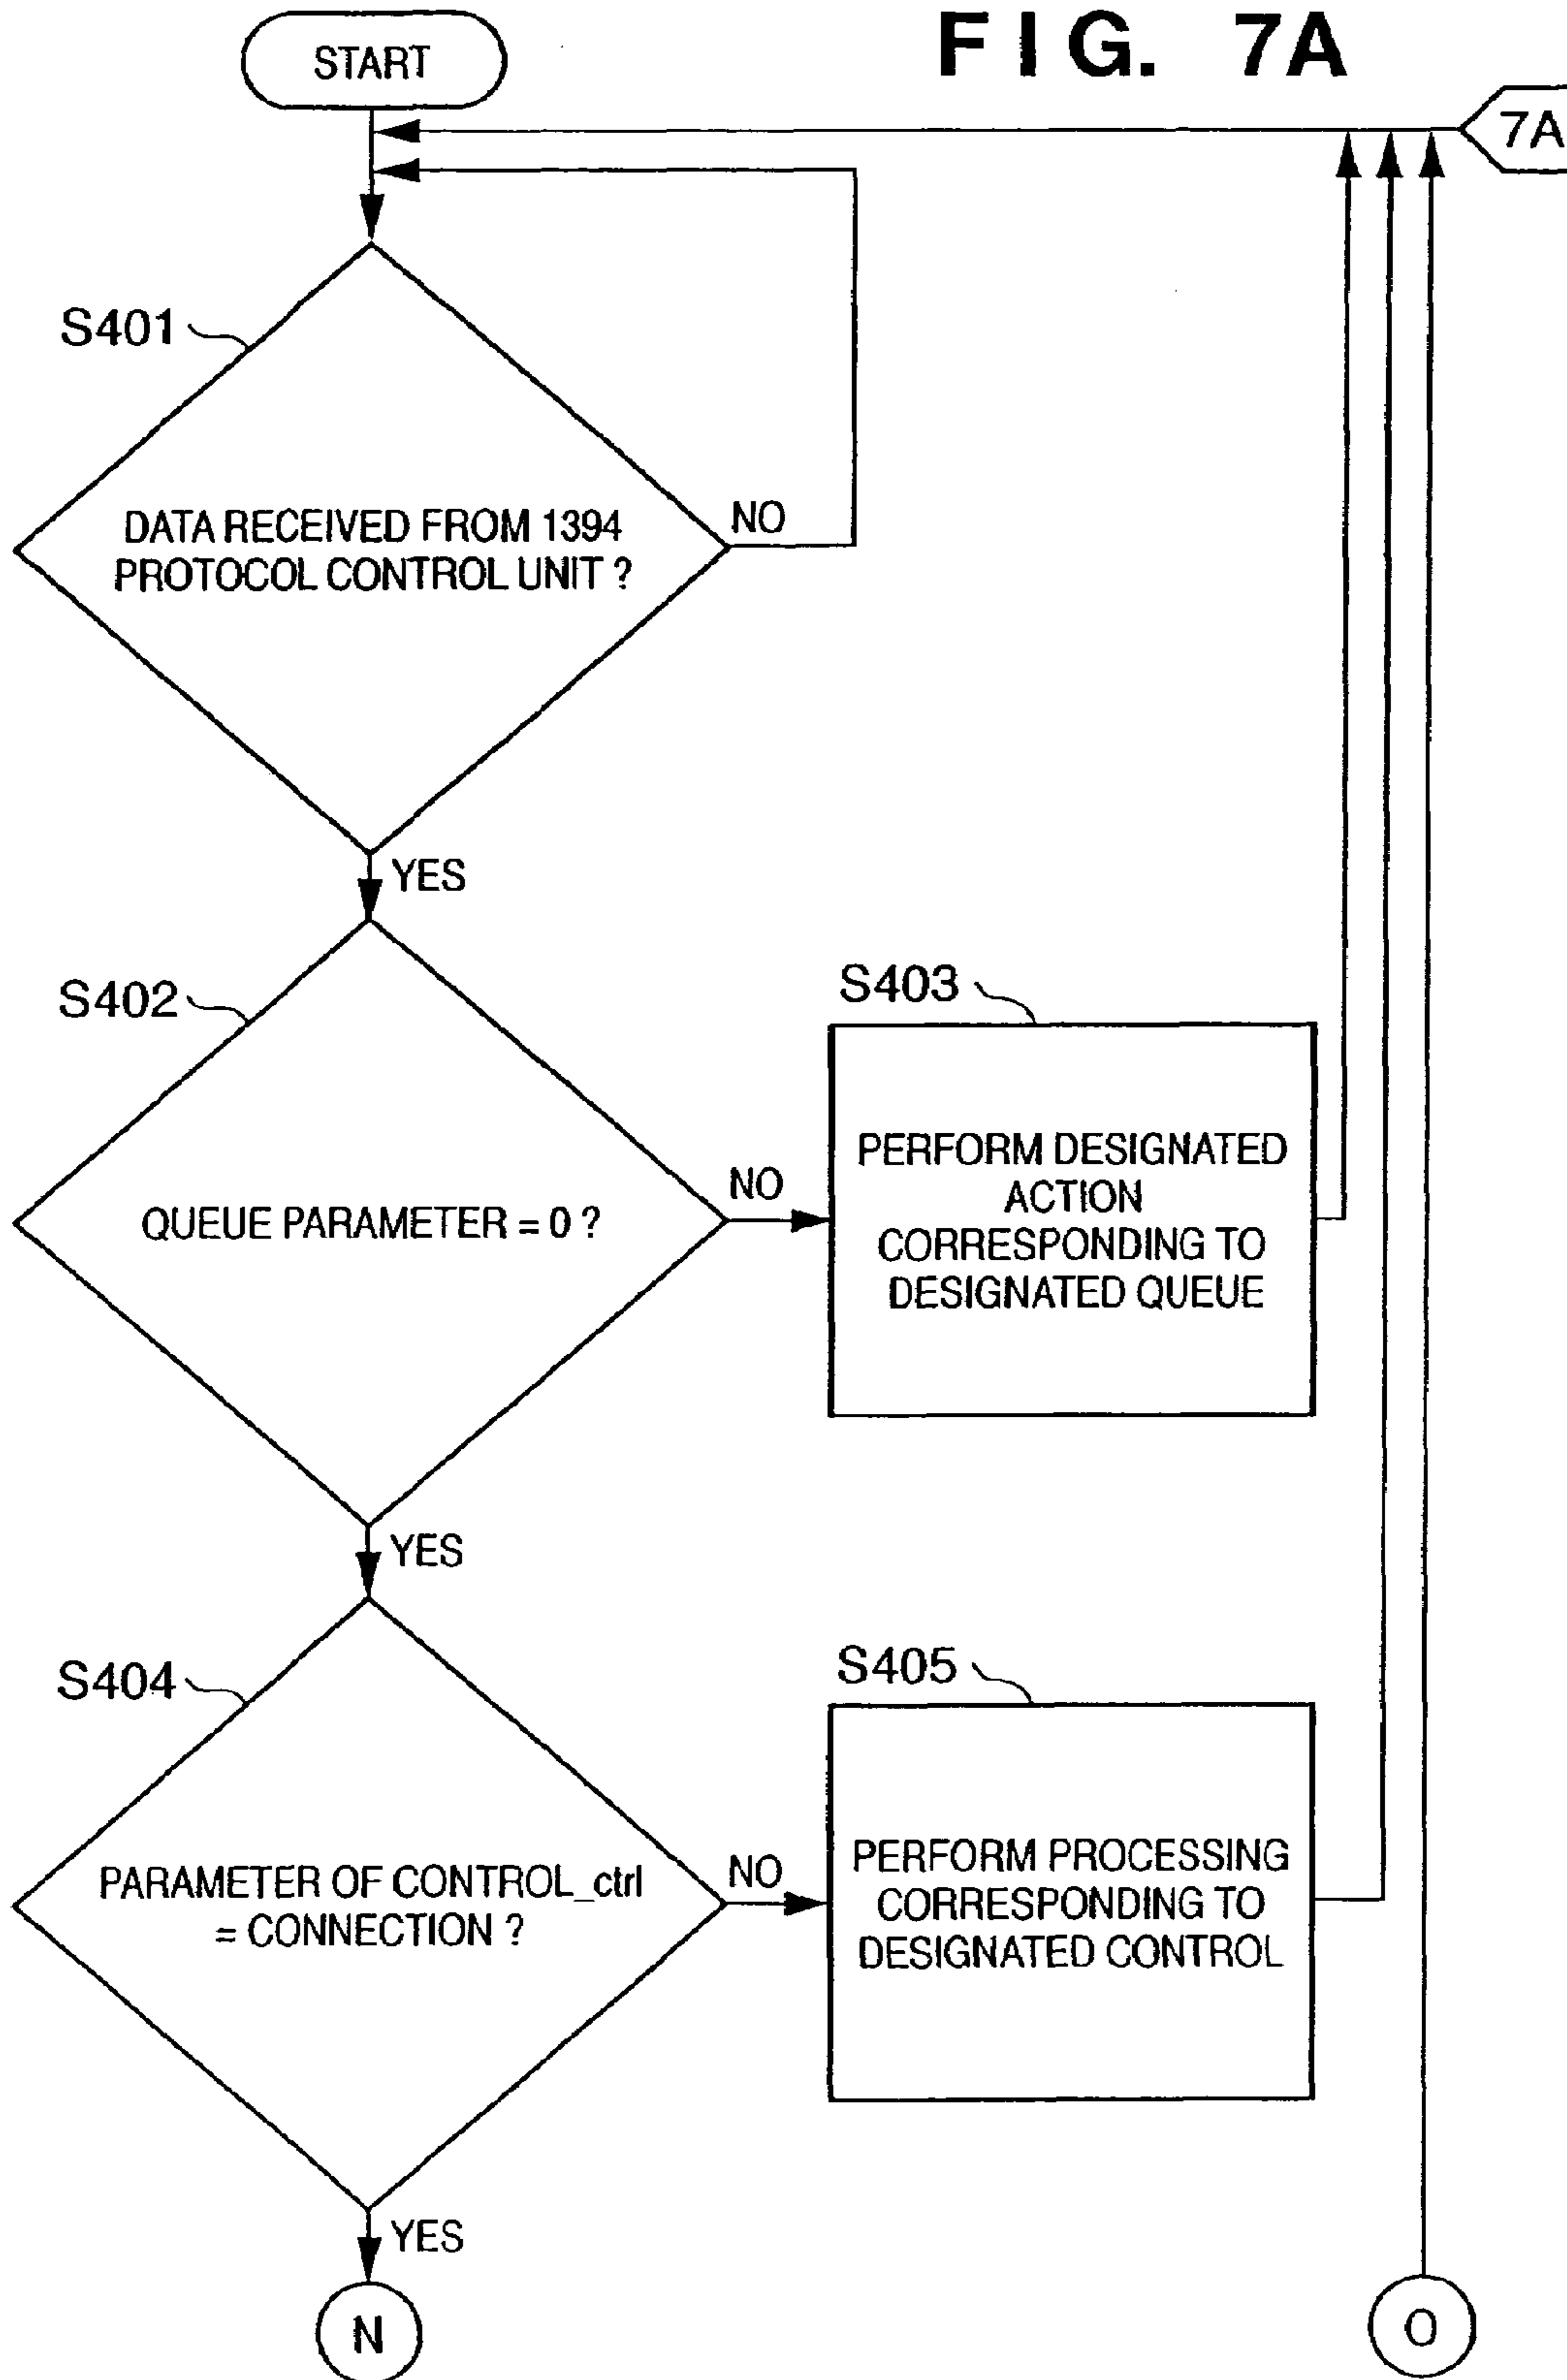 FIG. 7A
START
7A
S401
DATA RECEIVED FROM 1394
PROTOCOL CONTROL UNIT ?
NO
YES
S402
QUEUE PARAMETER = 0 ?
NO
S403
PERFORM DESIGNATED
ACTION
CORRESPONDING TO
DESIGNATED QUEUE
YES
S404
PARAMETER OF CONTROL_ctrl
= CONNECTION ?
NO
S405
PERFORM PROCESSING
CORRESPONDING TO
DESIGNATED CONTROL
YES
N
O